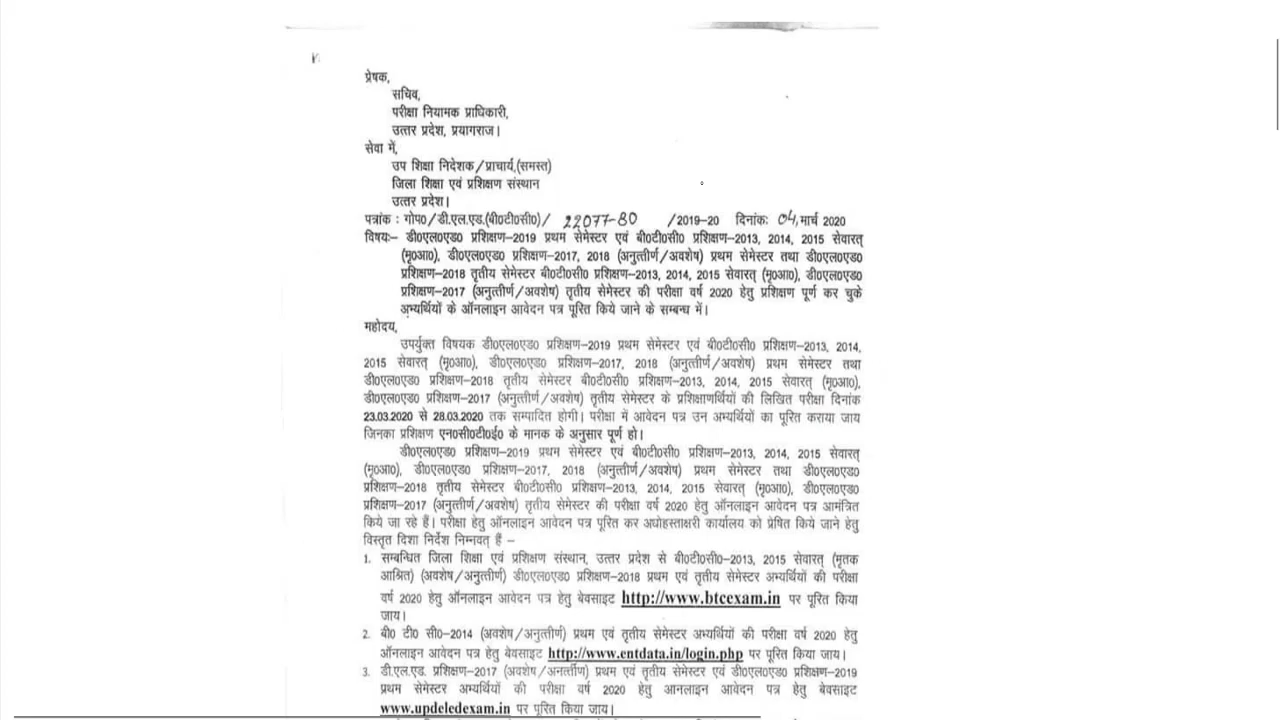 प्रेषक,
सचिव,
परीक्षा नियामक प्राधिकारी,
उत्तर प्रदेश, प्रयागराज।
सेवा में,
उप शिक्षा निदेशक/प्राचार्य,(समस्त)
जिला शिक्षा एवं प्रशिक्षण संस्थान
उत्तर प्रदेश।
पत्रांक : गोप0/डी.एल.एड.(बी0टी0सी0)/ 22077-80 /2019-20 दिनांक: 04, मार्च 2020
विषयः- डी0एल0एड0 प्रशिक्षण-2019 प्रथम सेमेस्टर एवं बी0टी0सी0 प्रशिक्षण-2013, 2014, 2015 सेवारत्
(मृ0आ0), डी0एल0एड0 प्रशिक्षण-2017, 2018 (अनुत्तीर्ण/अवशेष) प्रथम सेमेस्टर तथा डी0एल0एड0
प्रशिक्षण-2018 तृतीय सेमेस्टर बी0टी0सी0 प्रशिक्षण-2013, 2014, 2015 सेवारत् (मृ0आ0), डी0एल0एड0
प्रशिक्षण-2017 (अनुत्तीर्ण/अवशेष) तृतीय सेमेस्टर की परीक्षा वर्ष 2020 हेतु प्रशिक्षण पूर्ण कर चुके
अभ्यर्थियों के ऑनलाइन आवेदन पत्र पूरित किये जाने के सम्बन्ध में।
महोदय,
उपर्युक्त विषयक डी0एल0एड0 प्रशिक्षण-2019 प्रथम सेमेस्टर एवं बी0टी0सी0 प्रशिक्षण-2013, 2014,
2015 सेवारत् (मृ0आ0), डी0एल0एड0 प्रशिक्षण-2017, 2018 (अनुत्तीर्ण/अवशेष) प्रथम सेमेस्टर तथा
डी0एल0एड0 प्रशिक्षण-2018 तृतीय सेमेस्टर बी0टी0सी0 प्रशिक्षण-2013, 2014, 2015 सेवारत् (मृ0आ0),
डी0एल0एड0 प्रशिक्षण-2017 (अनुत्तीर्ण/अवशेष) तृतीय सेमेस्टर के प्रशिक्षणार्थियों की लिखित परीक्षा दिनांक
23.03.2020 से 28.03.2020 तक सम्पादित होगी। परीक्षा में आवेदन पत्र उन अभ्यर्थियों का पूरित कराया जाय
जिनका प्रशिक्षण एन0सी0टी0ई0 के मानक के अनुसार पूर्ण हो।
डी0एल0एड0 प्रशिक्षण-2019 प्रथम सेमेस्टर एवं बी0टी0सी0 प्रशिक्षण-2013, 2014, 2015 सेवारत्
(मृ0आ0), डी0एल0एड0 प्रशिक्षण-2017, 2018 (अनुत्तीर्ण/अवशेष) प्रथम सेमेस्टर तथा डी0एल0एड0
प्रशिक्षण-2018 तृतीय सेमेस्टर बी0टी0सी0 प्रशिक्षण-2013, 2014, 2015 सेवारत् (मृ0आ0), डी0एल0एड0
प्रशिक्षण-2017 (अनुत्तीर्ण/अवशेष) तृतीय सेमेस्टर की परीक्षा वर्ष 2020 हेतु ऑनलाइन आवेदन पत्र आमंत्रित
किये जा रहे हैं। परीक्षा हेतु ऑनलाइन आवेदन पत्र पूरित कर अधोहस्ताक्षरी कार्यालय को प्रेषित किये जाने हेतु
विस्तृत दिशा निर्देश निम्नवत् हैं –
1. सम्बन्धित जिला शिक्षा एवं प्रशिक्षण संस्थान, उत्तर प्रदेश से बी0टी0सी0-2013, 2015 सेवारत् (मृतक
आश्रित) (अवशेष/अनुत्तीर्ण) डी0एल0एड0 प्रशिक्षण-2018 प्रथम एवं तृतीय सेमेस्टर अभ्यर्थियों की परीक्षा
वर्ष 2020 हेतु ऑनलाइन आवेदन पत्र हेतु बेवसाइट http://www.btcexam.in पर पूरित किया
जाय।
2. बी0 टी0 सी0-2014 (अवशेष/अनुत्तीर्ण) प्रथम एवं तृतीय सेमेस्टर अभ्यर्थियों की परीक्षा वर्ष 2020 हेतु
ऑनलाइन आवेदन पत्र हेतु बेवसाइट http://www.entdata.in/login.php पर पूरित किया जाय।
3. डी.एल.एड. प्रशिक्षण-2017 (अवशेष/अनर्त्तीण) प्रथम एवं तृतीय सेमेस्टर एवं डी0एल0एड0 प्रशिक्षण-2019
प्रथम सेमेस्टर अभ्यर्थियों की परीक्षा वर्ष 2020 हेतु आनलाइन आवेदन पत्र हेतु बेवसाइट
www.updeledexam.in पर पूरित किया जाय।